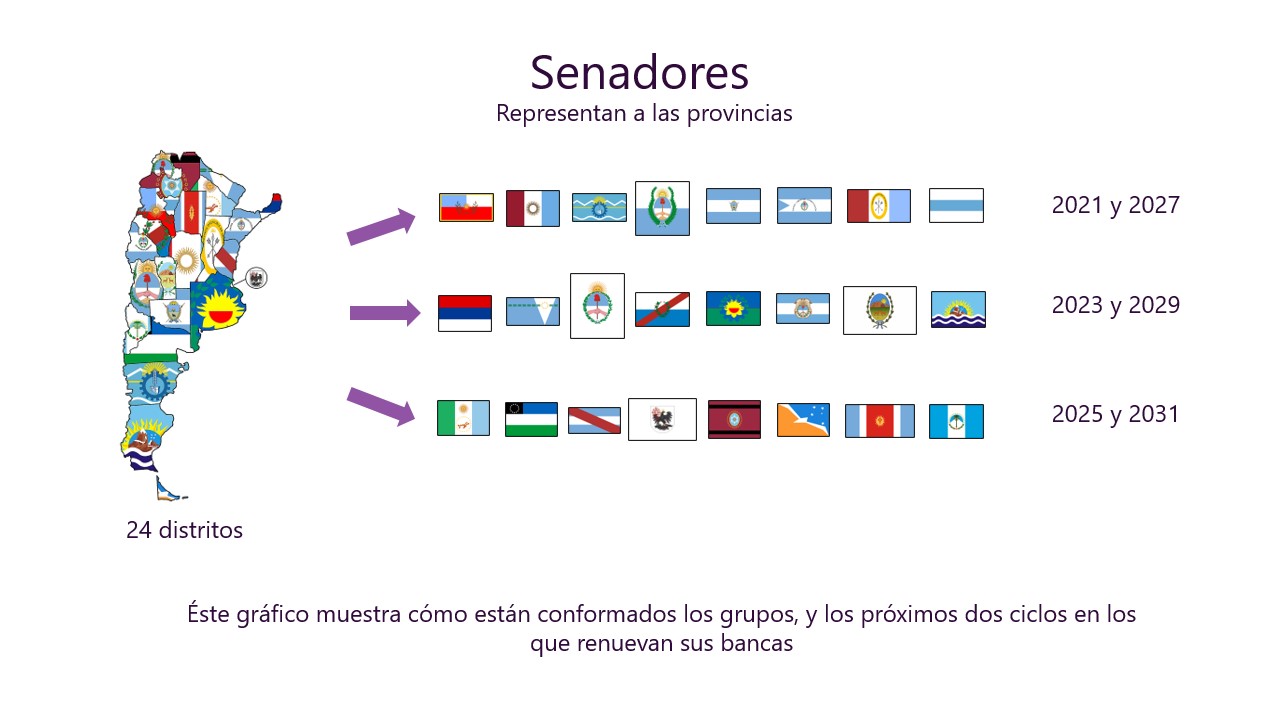 Senadores
Representan a las provincias
2021 y 2027
2023 y 2029
2025 y 2031
24 distritos
Éste gráfico muestra cómo están conformados los grupos, y los próximos dos ciclos en los
que renuevan sus bancas